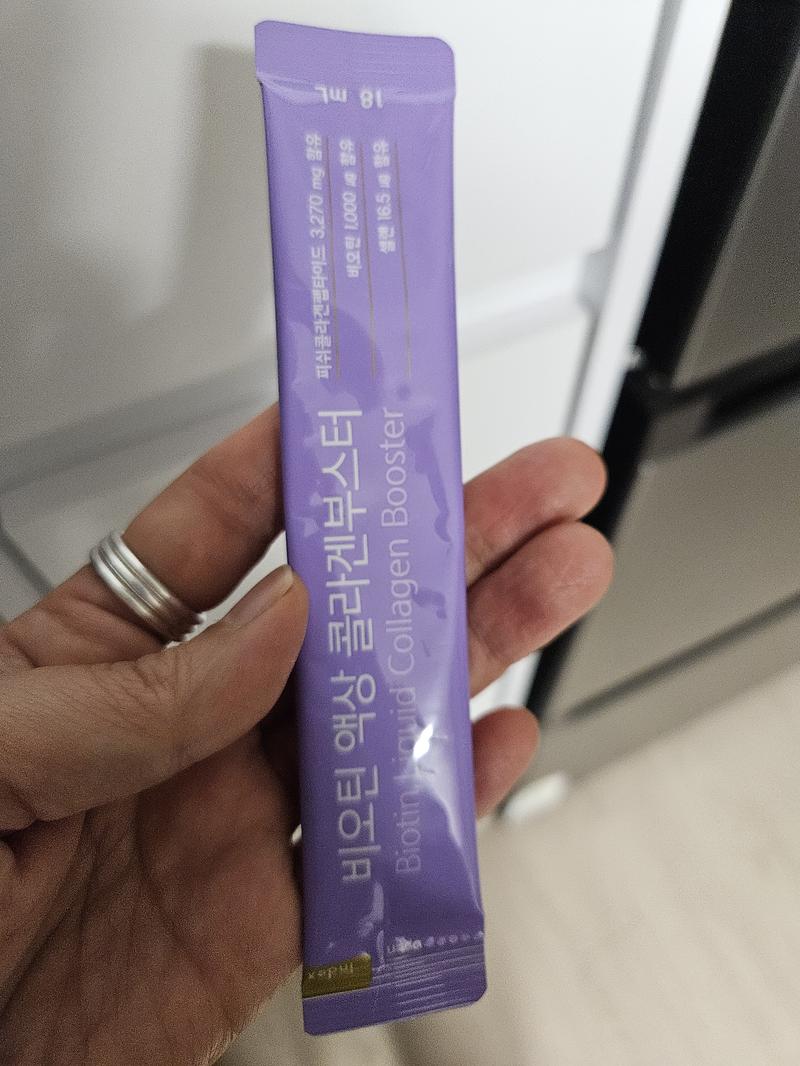 비오틴 액상 콜라겐부스터
Biotin Liquid Collagen Booster
피쉬콜라겐펩타이드 3,270 mg 함유
비오틴 1,000 ㎍ 함유
셀렌 16.5 ㎍ 함유
18 mL
Index